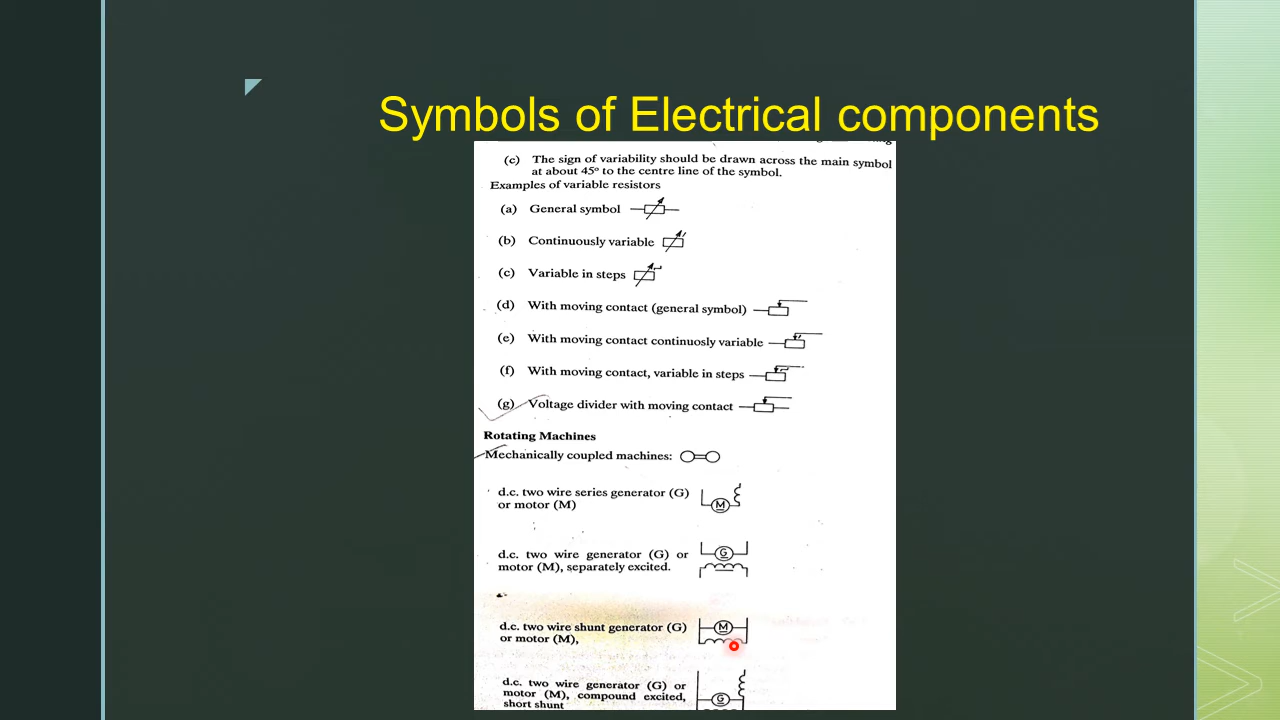 Symbols of Electrical components
(c) The sign of variability should be drawn across the main symbol
at about 45º to the centre line of the symbol.
Examples of variable resistors
(a) General symbol
(b) Continuously variable
(c) Variable in steps
(d) With moving contact (general symbol)
(e) With moving contact continuosly variable
(f) With moving contact, variable in steps
(g) Voltage divider with moving contact
Rotating Machines
Mechanically coupled machines:
d.c. two wire series generator (G)
or motor (M)
M
d.c. two wire generator (G) or
motor (M), separately excited.
G
d.c. two wire shunt generator (G)
or motor (M),
M
d.c. two wire generator (G) or
motor (M), compound excited,
short shunt
G